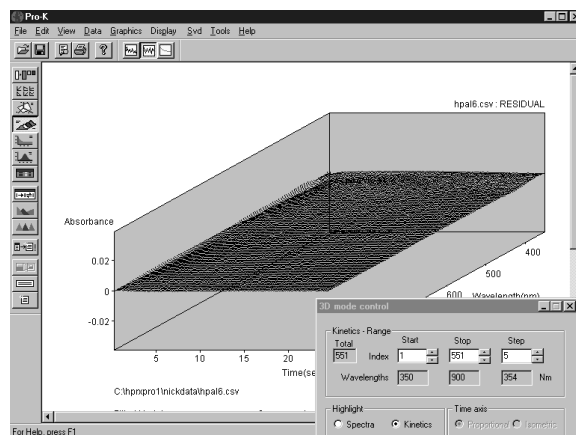 Pro-K
File Edit View Data Graphics Display Svd Tools Help
hpal6.csv : RESIDUAL
Absorbance
0.02
0
-0.02
5 10 15 20
Time(se
400
500
600 Wavelength(nm)
C:\hprxpro1\nickdata\hpal6.csv
3D mode control
Kinetics - Range
Total Start Stop Step
551 Index 1 551 5
Wavelengths 350 900 354 Nm
Highlight
Spectra Kinetics
Time axis
Proportional Isometric
For Help, press F1